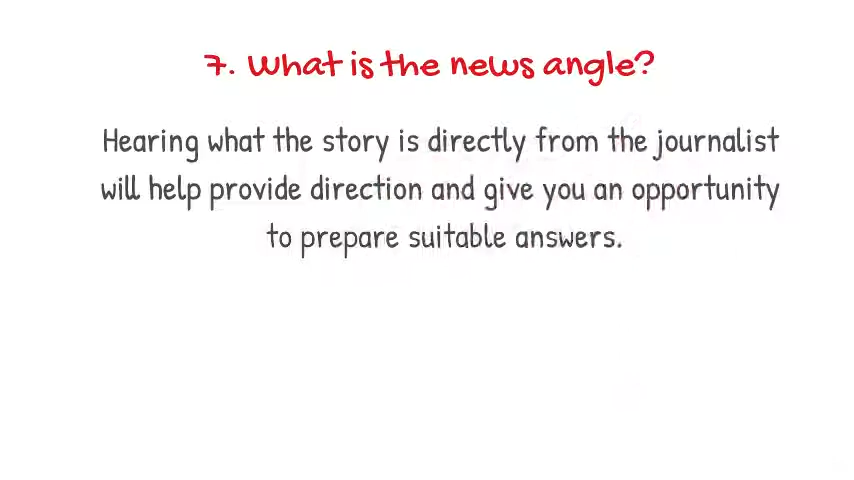 7. What is the news angle?
Hearing what the story is directly from the journalist
will help provide direction and give you an opportunity
to prepare suitable answers.